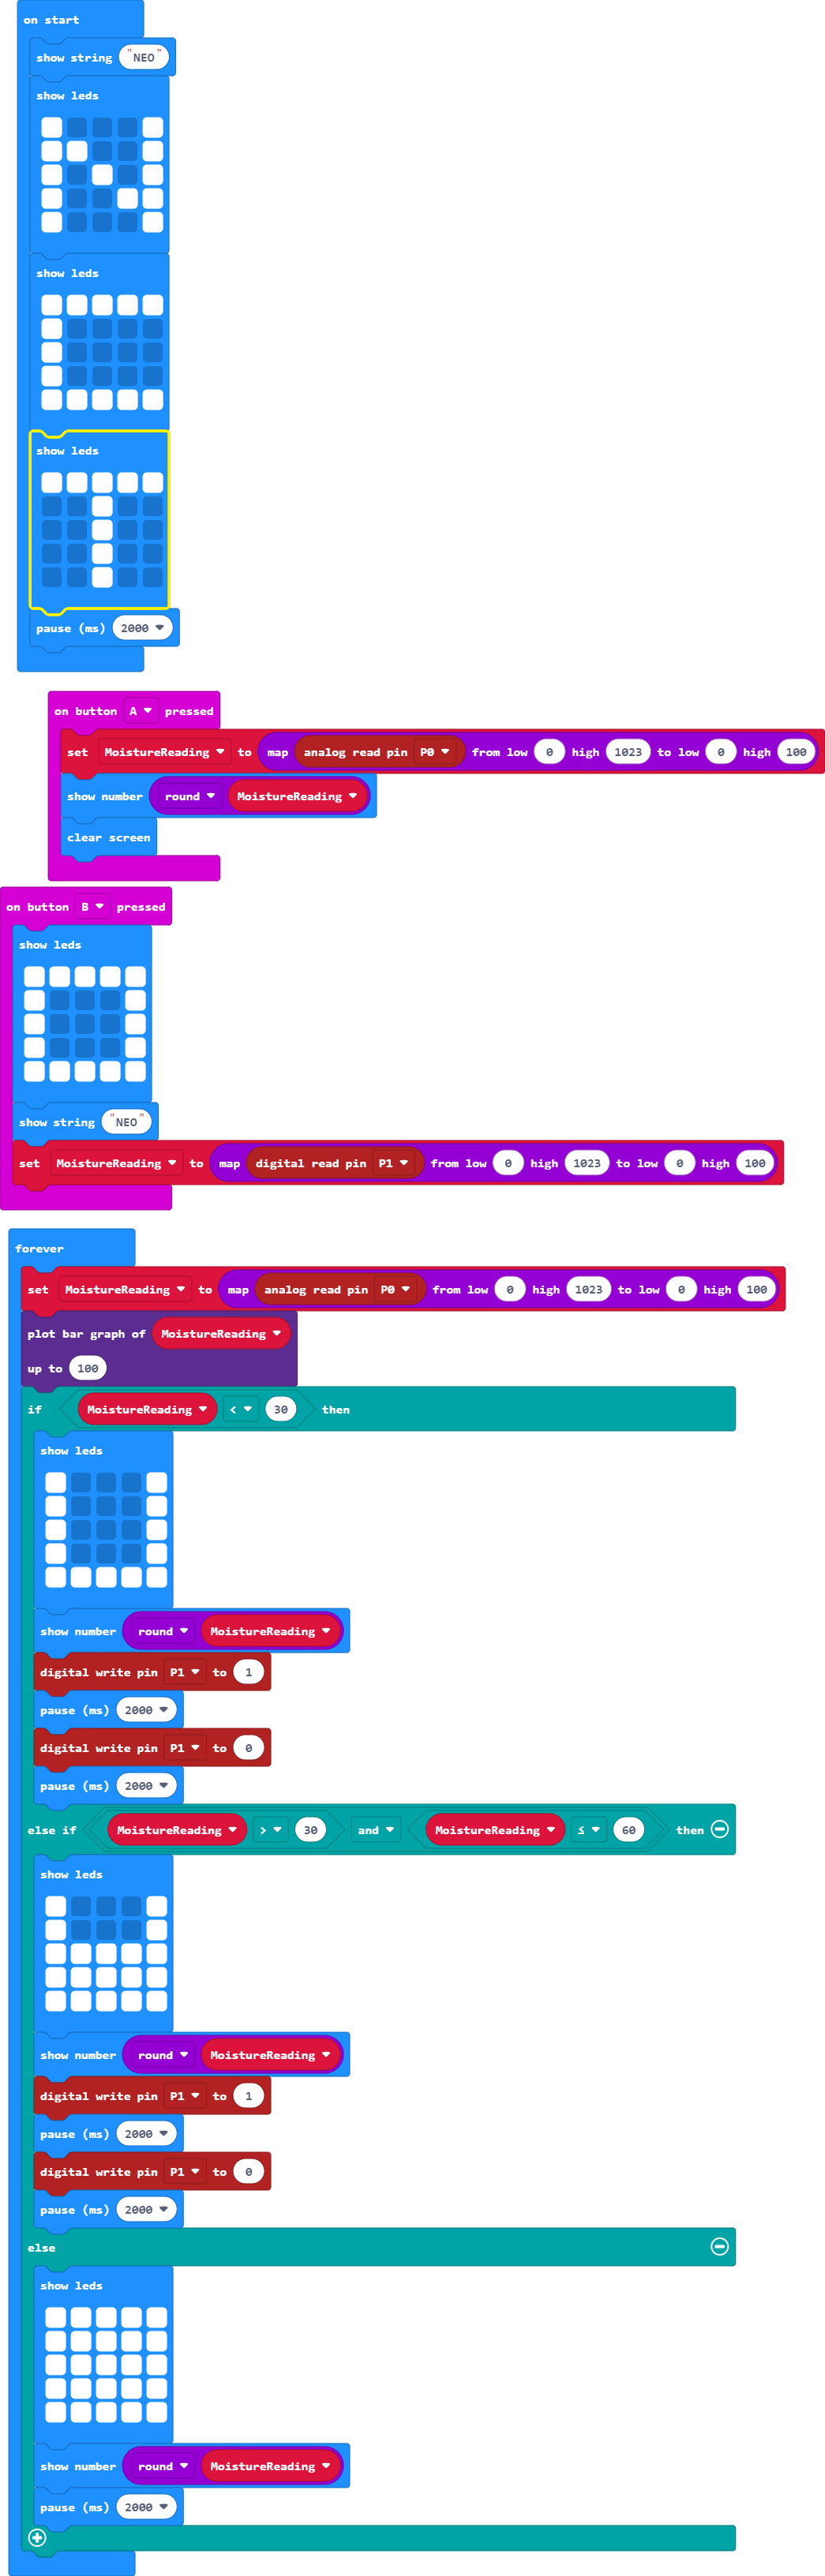 on start
show string "NEO"
show leds
show leds
show leds
pause (ms) 2000
on button A pressed
set MoistureReading to map analog read pin P0 from low 0 high 1023 to low 0 high 100
show number round MoistureReading
clear screen
on button B pressed
show leds
show string "NEO"
set MoistureReading to map digital read pin P1 from low 0 high 1023 to low 0 high 100
forever
set MoistureReading to map analog read pin P0 from low 0 high 1023 to low 0 high 100
plot bar graph of MoistureReading
up to 100
if MoistureReading < 30 then
show leds
show number round MoistureReading
digital write pin P1 to 1
pause (ms) 2000
digital write pin P1 to 0
pause (ms) 2000
else if MoistureReading > 30 and MoistureReading ≤ 60 then
show leds
show number round MoistureReading
digital write pin P1 to 1
pause (ms) 2000
digital write pin P1 to 0
pause (ms) 2000
else
show leds
show number round MoistureReading
pause (ms) 2000